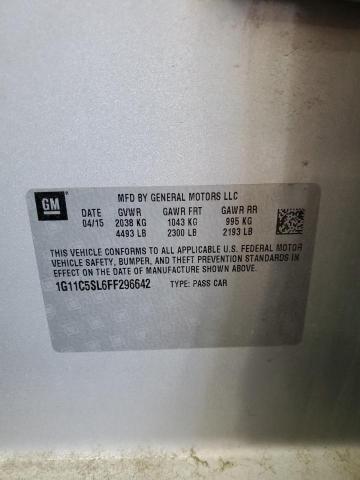 GM
MFD BY GENERAL MOTORS LLC
DATE GVWR GAWR FRT GAWR RR
04/15 2038 KG 1043 KG 995 KG
4493 LB 2300 LB 2193 LB
THIS VEHICLE CONFORMS TO ALL APPLICABLE U.S. FEDERAL MOTOR
VEHICLE SAFETY, BUMPER, AND THEFT PREVENTION STANDARDS IN
EFFECT ON THE DATE OF MANUFACTURE SHOWN ABOVE.
1G11C5SL6FF296642 TYPE: PASS CAR